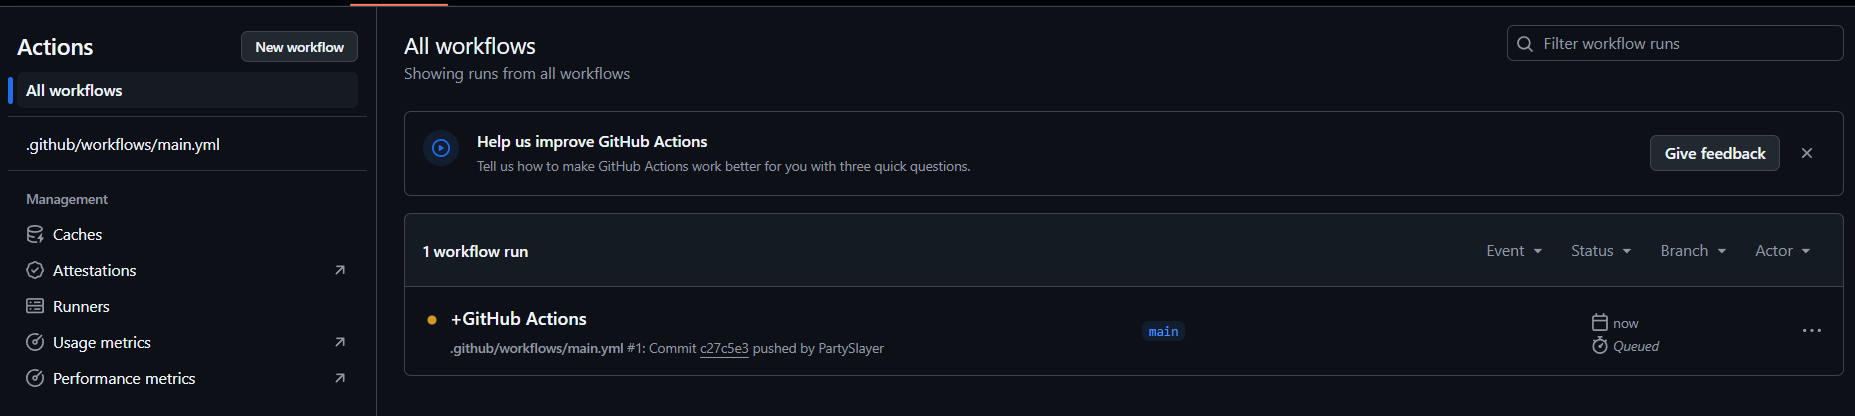 Actions
New workflow
All workflows
.github/workflows/main.yml
Management
Caches
Attestations
Runners
Usage metrics
Performance metrics
All workflows
Showing runs from all workflows
Filter workflow runs
Help us improve GitHub Actions
Tell us how to make GitHub Actions work better for you with three quick questions.
Give feedback
1 workflow run
Event Status Branch Actor
+GitHub Actions
.github/workflows/main.yml #1: Commit c27c5e3 pushed by PartySlayer
main
now
Queued